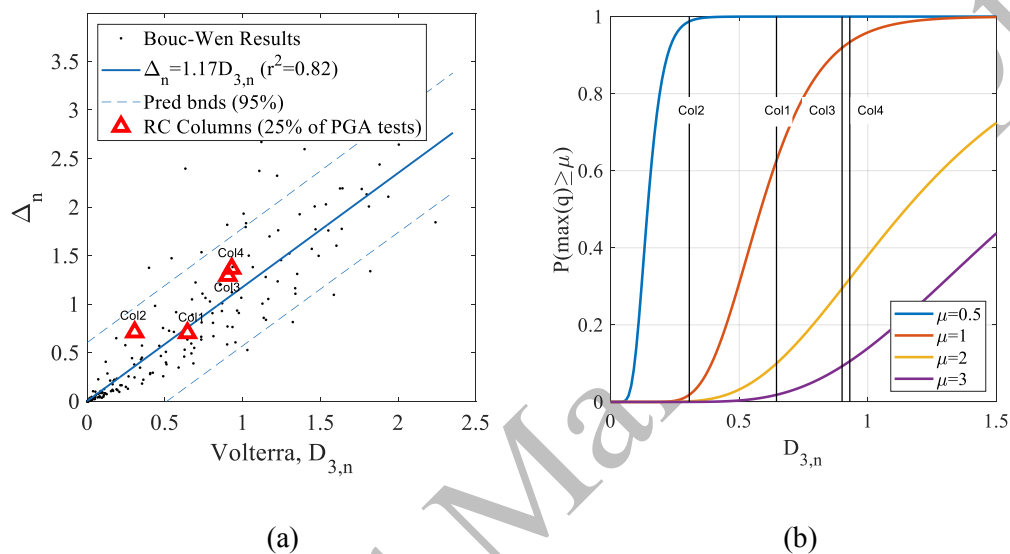 Bouc-Wen Results
Δn=1.17D3,n (r2=0.82)
Pred bnds (95%)
RC Columns (25% of PGA tests)
3.5
3
2.5
2
1.5
1
0.5
0
Δn
Col4
Col3
Col2
Col1
0 0.5 1 1.5 2 2.5
Volterra, D3,n
(a)
1
0.8
0.6
0.4
0.2
0
P(max(q)≥μ)
Col2 Col1 Col3 Col4
μ=0.5
μ=1
μ=2
μ=3
0 0.5 1 1.5
D3,n
(b)